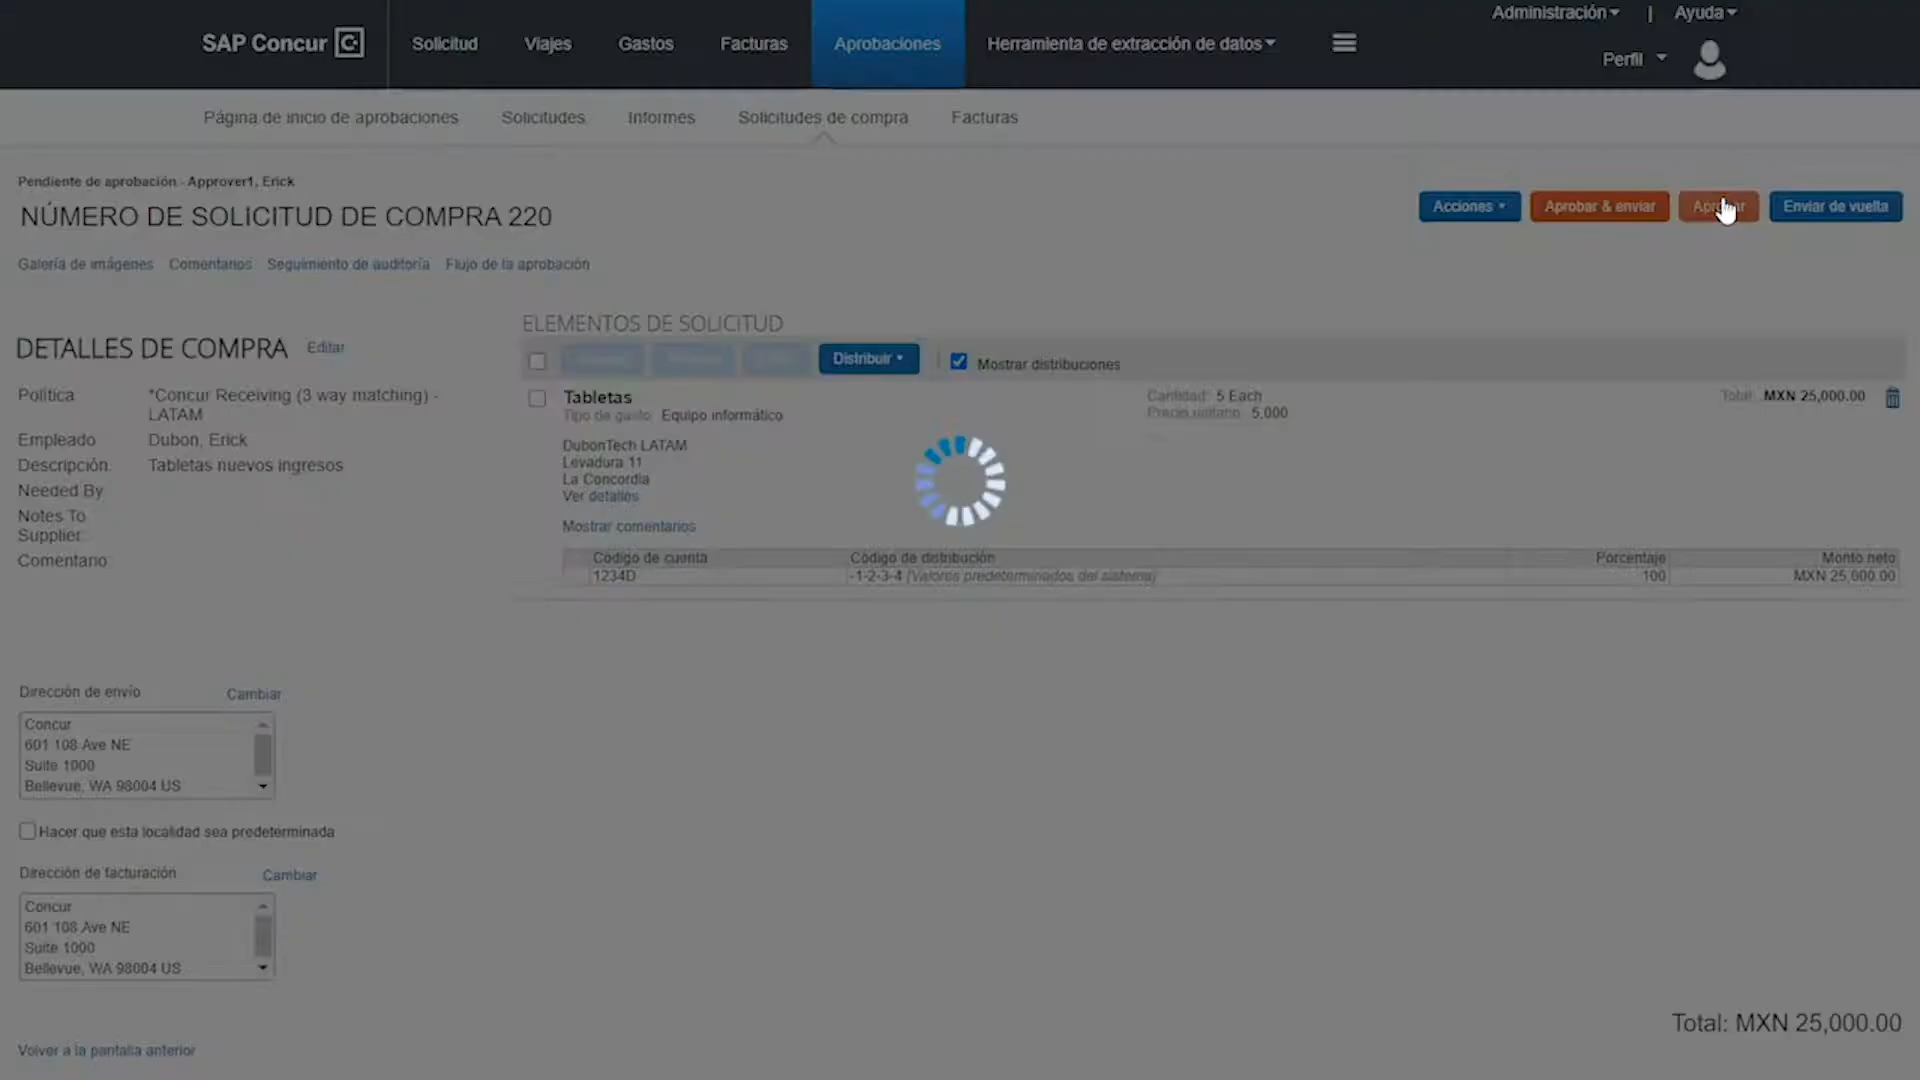 SAP Concur
Solicitud
Viajes
Gastos
Facturas
Aprobaciones
Herramienta de extracción de datos
Administración
|
Ayuda
Perfil
Página de inicio de aprobaciones
Solicitudes
Informes
Solicitudes de compra
Facturas
Pendiente de aprobación - Approver1, Erick
NÚMERO DE SOLICITUD DE COMPRA 220
Acciones
Aprobar & enviar
Enviar de vuelta
Galería de imágenes
Comentarios
Seguimiento de auditoría
Flujo de la aprobación
DETALLES DE COMPRA
Editar
Política
*Concur Receiving (3 way matching) -
LATAM
Empleado
Dubon, Erick
Descripción:
Tabletas nuevos ingresos
Needed By
Notes To
Supplier:
Comentario:
ELEMENTOS DE SOLICITUD
Distribuir
Mostrar distribuciones
Tabletas
Tipo de gasto: Equipo informático
Cantidad: 5 Each
Precio unitario: 5,000
Total: MXN 25,000.00
DubonTech LATAM
Levadura 11
La Concordia
Ver detalles
Mostrar comentarios
Código de cuenta
Código de distribución
Porcentaje
Monto neto
1234D
-1-2-3-4 (Valores predeterminados del sistema)
100
MXN 25,000.00
Dirección de envío
Cambiar
Concur
601 108 Ave NE
Suite 1000
Bellevue, WA 98004 US
Hacer que esta localidad sea predeterminada
Dirección de facturación
Cambiar
Concur
601 108 Ave NE
Suite 1000
Bellevue, WA 98004 US
Total: MXN 25,000.00
Volver a la pantalla anterior